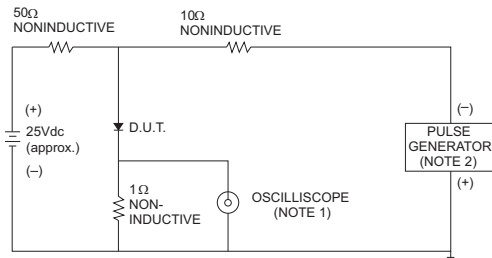 50Ω
NONINDUCTIVE
10Ω
NONINDUCTIVE
(+)
25Vdc
(approx.)
(–)
D.U.T.
1Ω
NON-
INDUCTIVE
OSCILLISCOPE
(NOTE 1)
(–)
PULSE
GENERATOR
(NOTE 2)
(+)